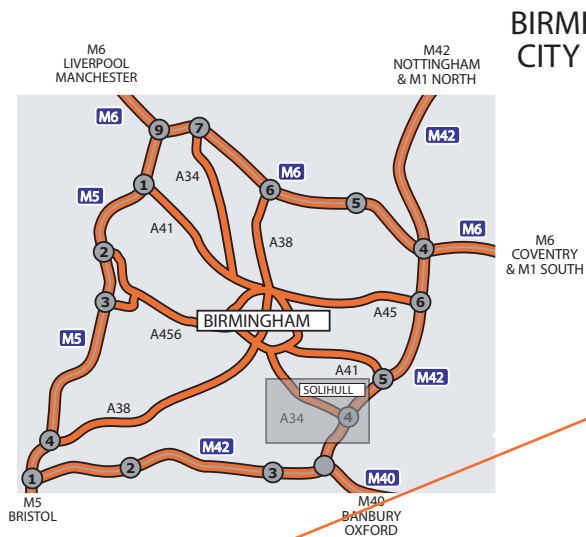 BIRMI
CITY
M6
LIVERPOOL
MANCHESTER
M42
NOTTINGHAM
& M1 NORTH
M6
9
7
M42
A34
M6
1
6
M5
5
A41
A38
4
M6
2
M6
COVENTRY
& M1 SOUTH
3
6
A45
BIRMINGHAM
A456
M5
A41
5
M42
SOLIHULL
A38
A34
4
4
M42
1
2
3
M40
M5
BRISTOL
M40
BANBURY
OXFORD